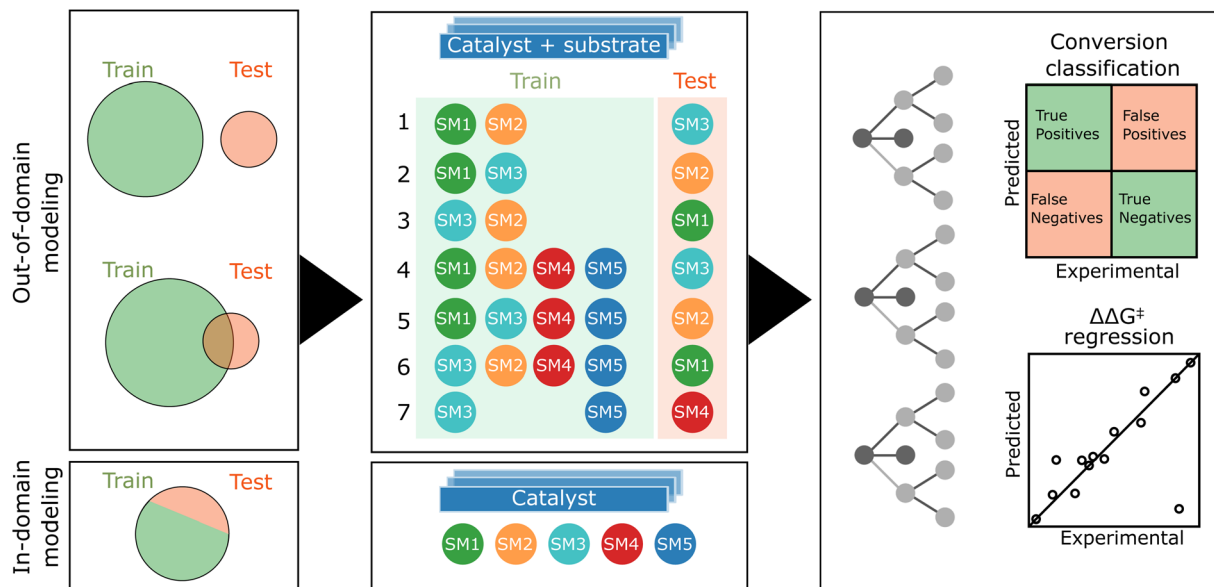 Out-of-domain
modeling
Train
Test
Train
Test
In-domain
modeling
Train
Test
Catalyst + substrate
Train
Test
1 SM1 SM2 SM3
2 SM1 SM3 SM2
3 SM3 SM2 SM1
4 SM1 SM2 SM4 SM5 SM3
5 SM1 SM3 SM4 SM5 SM2
6 SM3 SM2 SM4 SM5 SM1
7 SM3 SM5 SM4
Catalyst
SM1 SM2 SM3 SM4 SM5
Conversion
classification
Predicted
True
Positives
False
Positives
False
Negatives
True
Negatives
Experimental
ΔΔG‡
regression
Predicted
Experimental